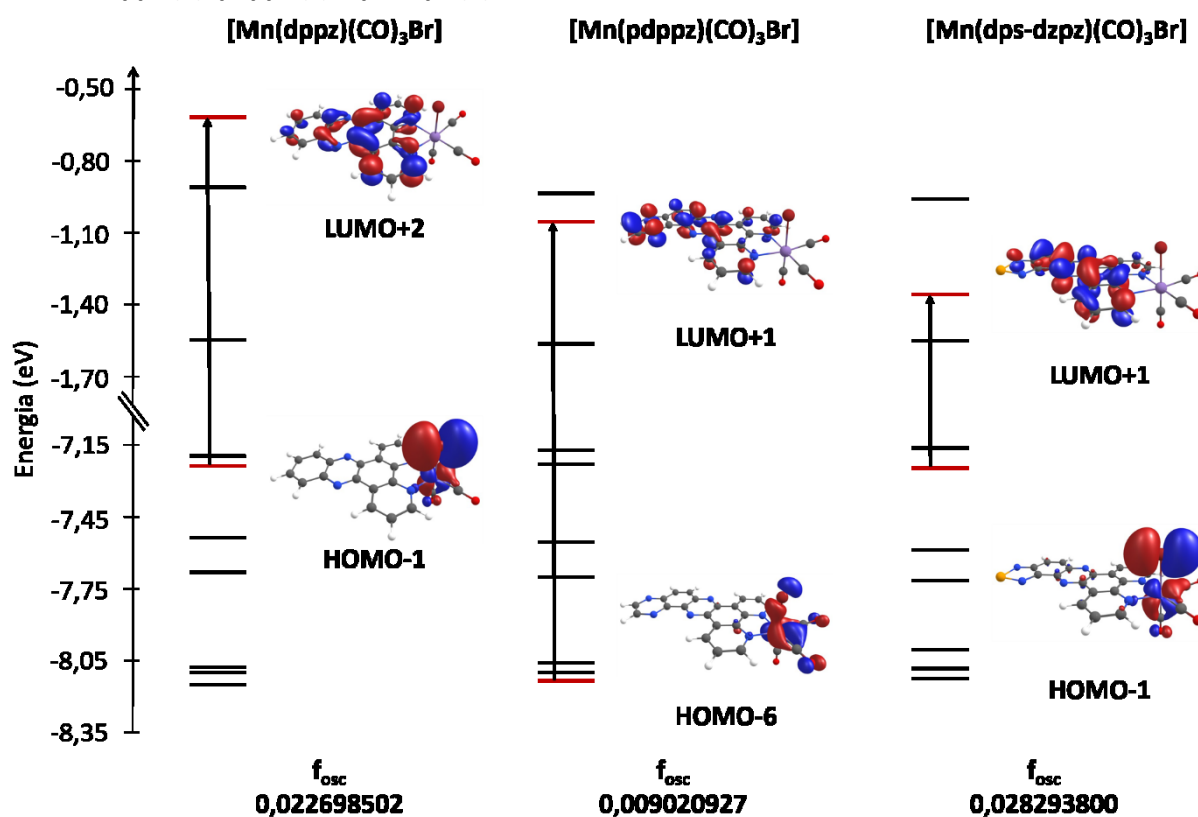 [Mn(dppz)(CO)₃Br] [Mn(pdppz)(CO)₃Br] [Mn(dps-dzpz)(CO)₃Br]
Energia (eV)
-0,50
-0,80
-1,10
-1,40
-1,70
-7,15
-7,45
-7,75
-8,05
-8,35
LUMO+2
HOMO-1
LUMO+1
HOMO-6
LUMO+1
HOMO-1
fosc fosc fosc
0,022698502 0,009020927 0,028293800